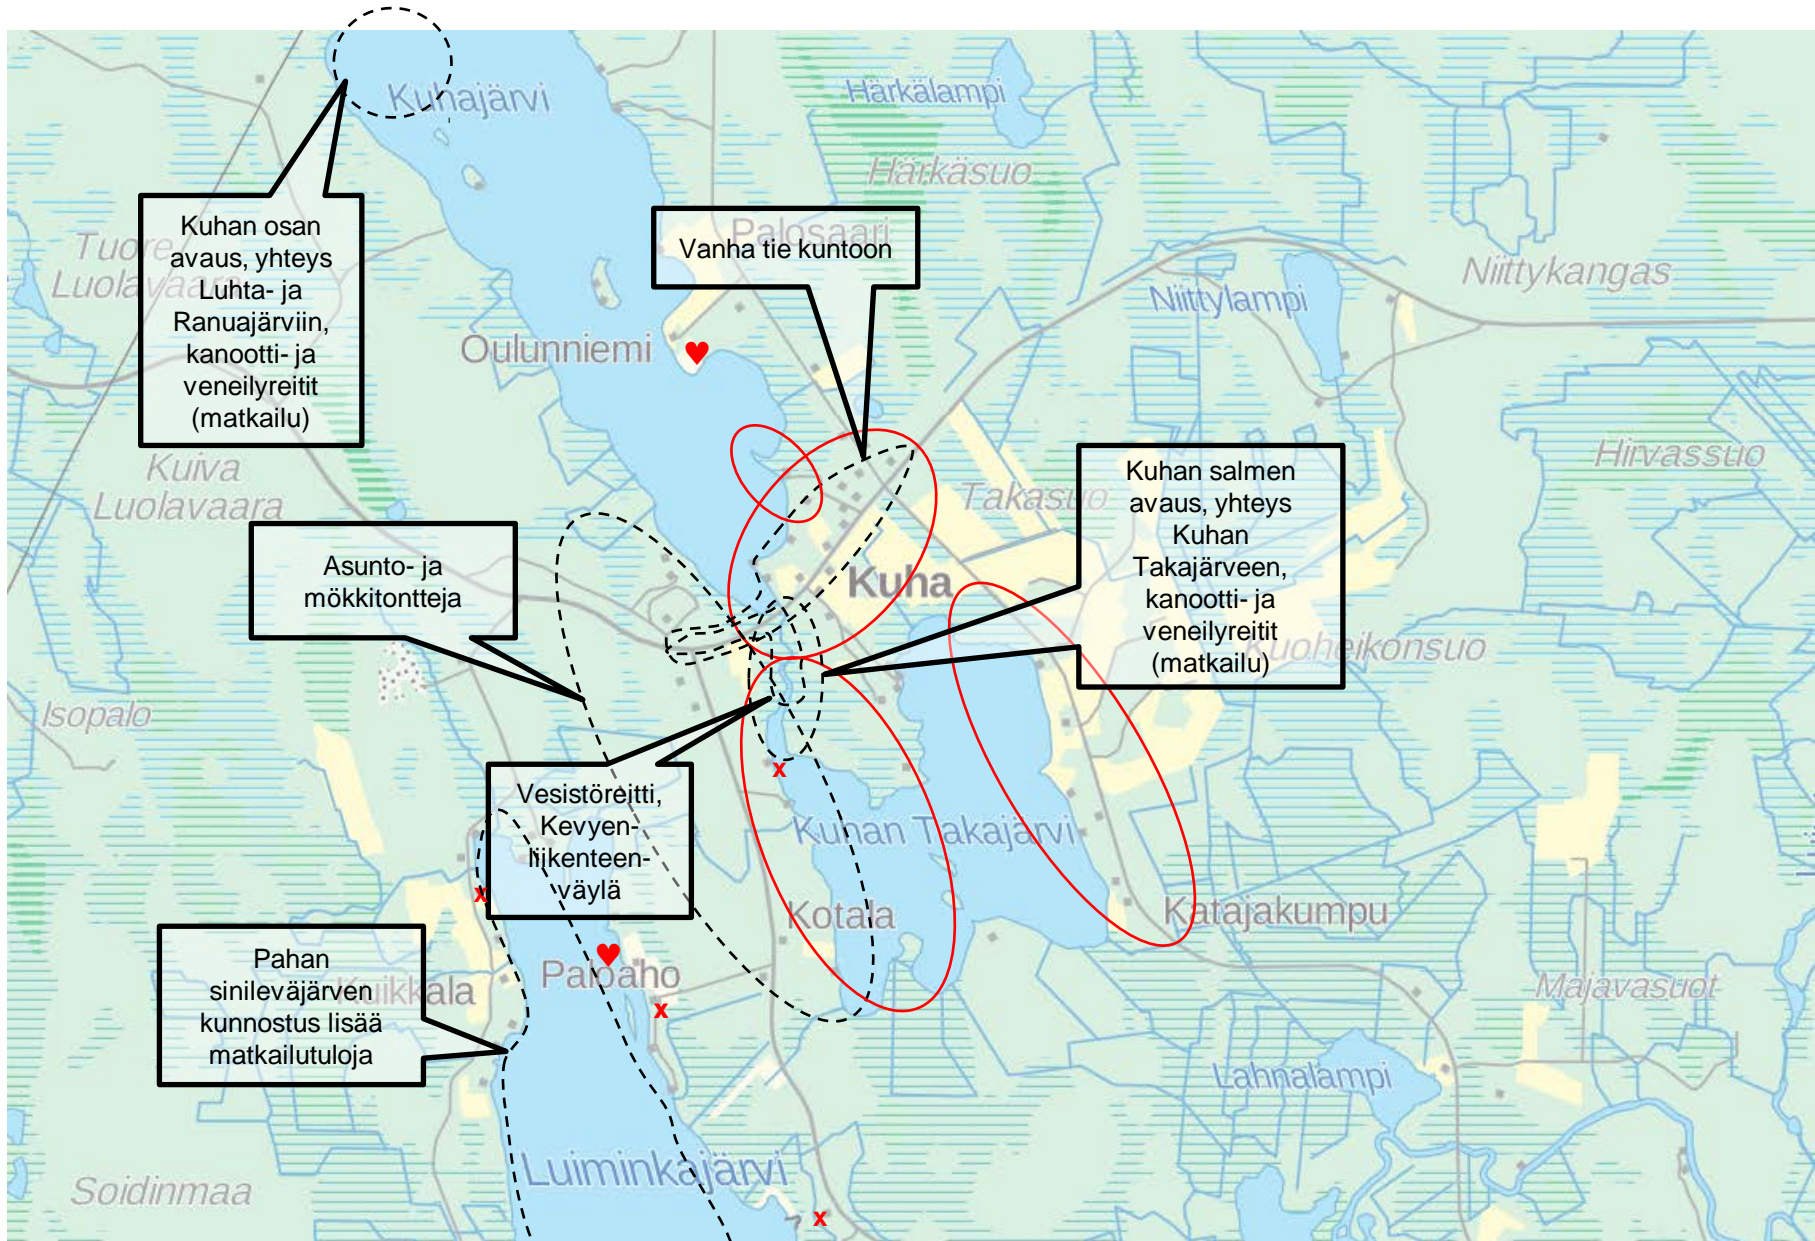 Kuhajärvi
Härkälampi
Härkäsuo
Kuhan osan
avaus, yhteys
Luhta- ja
Ranuajärviin,
kanootti- ja
veneilyreitit
(matkailu)
Tuore
Luolavaara
Palosaari
Vanha tie kuntoon
Niittykangas
Niittylampi
Oulunniemi
♥
Kuiva
Luolavaara
Takasuo
Hirvassuo
Kuhan salmen
avaus, yhteys
Kuhan
Takajärveen,
kanootti- ja
veneilyreitit
(matkailu)
Asunto- ja
mökkitontteja
Kuha
Kuoheikonsuo
Isopalo
x
Vesistöreitti,
Kevyen-
liikenteen-
väylä
Kuhan Takajärvi
x
Kotala
Katajakumpu
♥
Paloaho
Pahan
sinileväjärven
kunnostus lisää
matkailutuloja
Kuikkala
Majavasuot
x
Lahnalampi
Luiminkajärvi
Soidinmaa
x